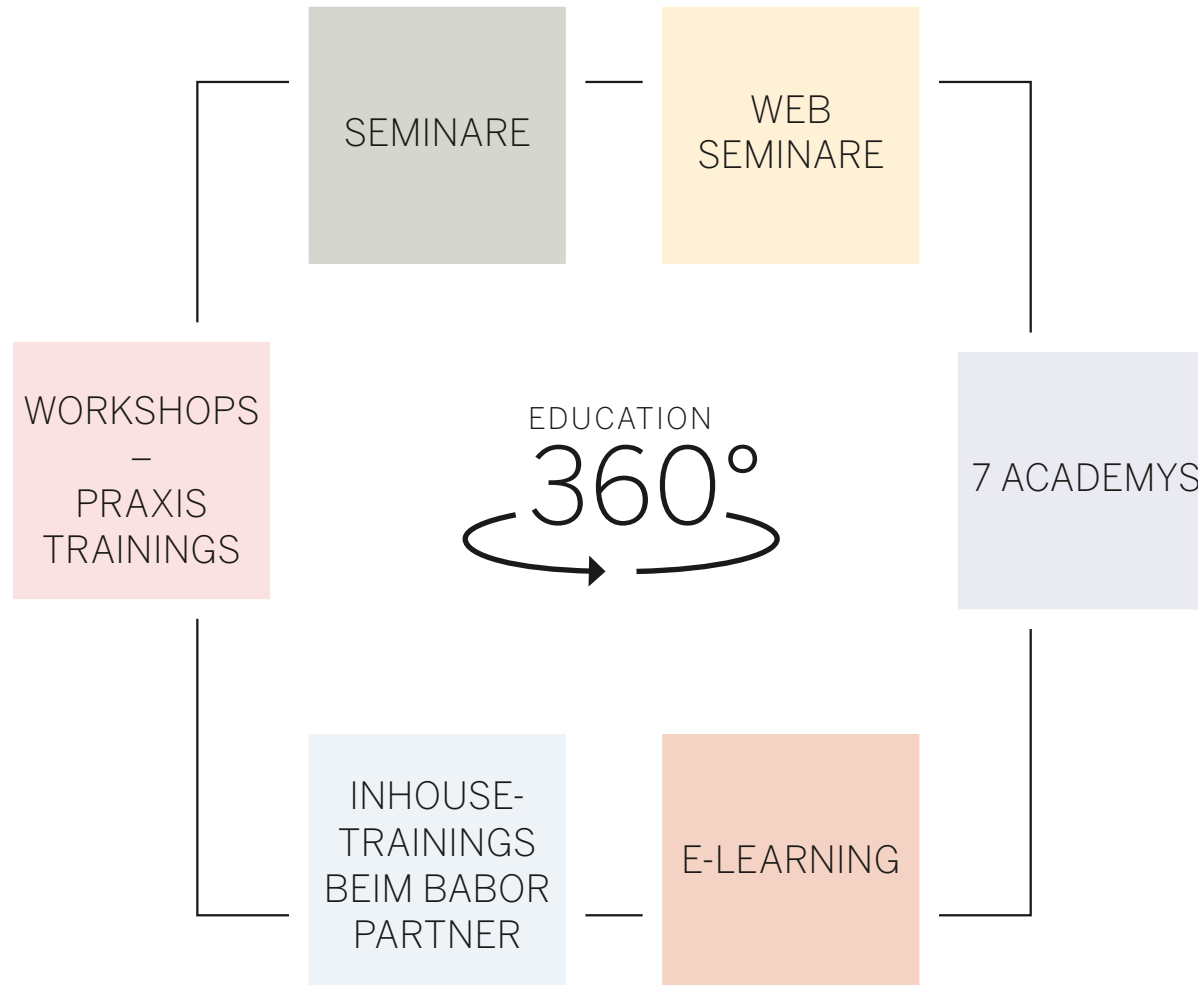 SEMINARE
WEB
SEMINARE
WORKSHOPS
–
PRAXIS
TRAININGS
EDUCATION
360°
7 ACADEMYS
INHOUSE-
TRAININGS
BEIM BABOR
PARTNER
E-LEARNING